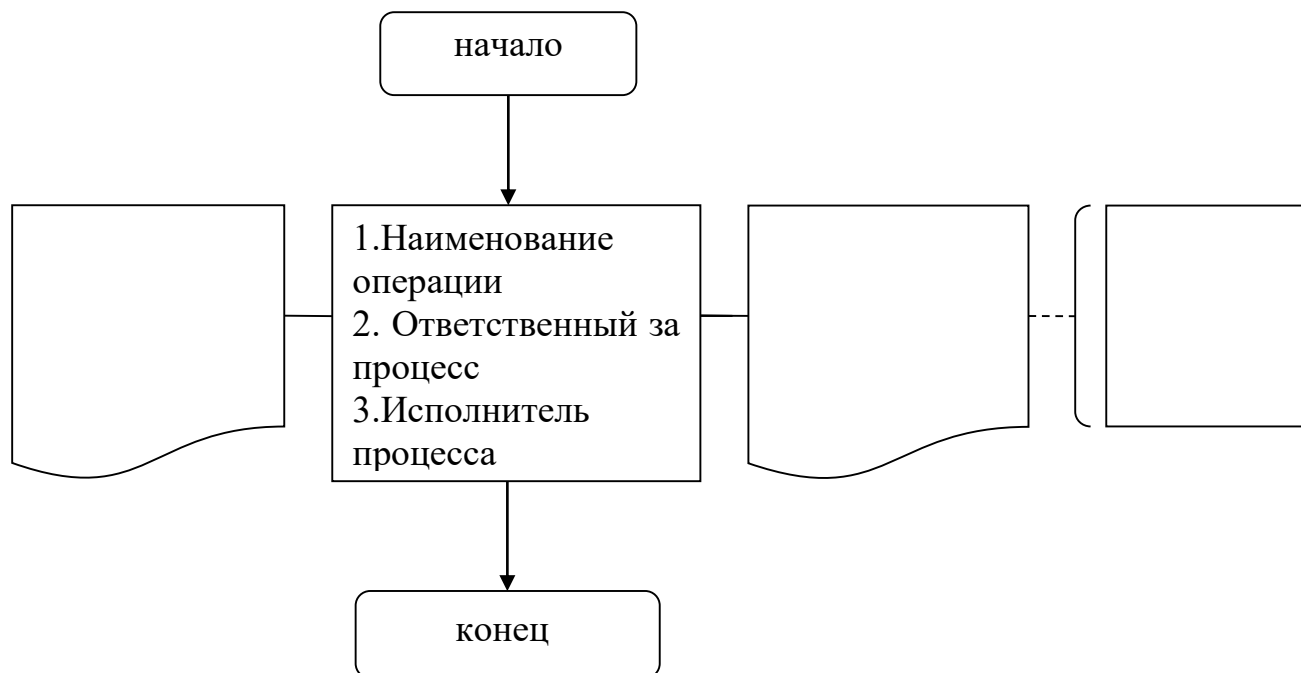 начало
1.Наименование
операции
2. Ответственный за
процесс
3.Исполнитель
процесса
конец